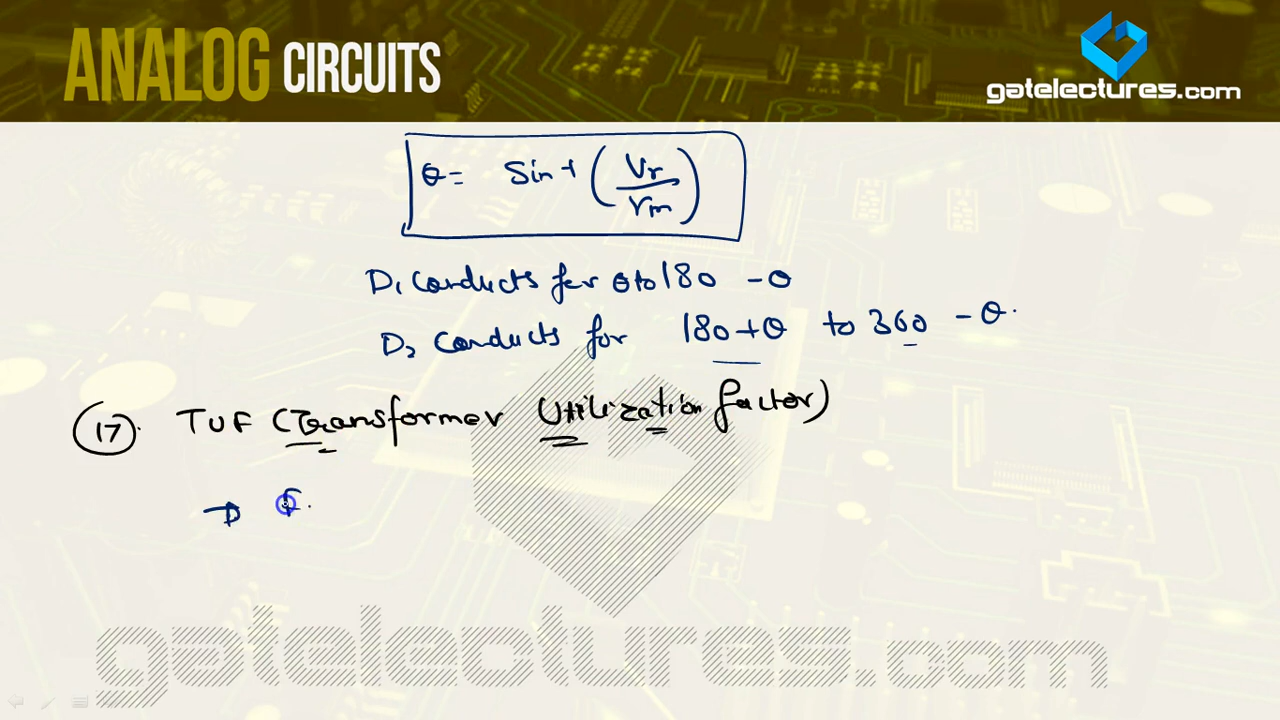 ANALOG CIRCUITS
gatelectures.com
θ = Sin-1 (Vr/Vm)
D1 conducts for θ to 180 - θ
D2 conducts for 180+θ to 360 - θ.
(17). TUF (Transformer Utilization factor)
→ f.
gatelectures.com